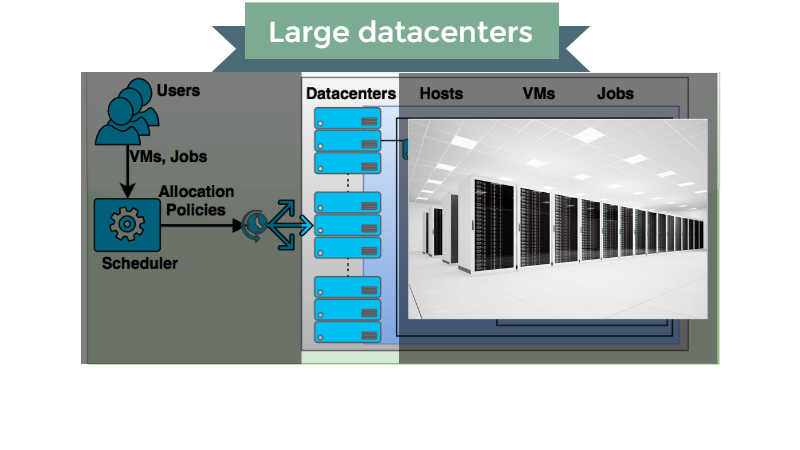 Large datacenters
Users
Datacenters
Hosts
VMs
Jobs
VMs, Jobs
Allocation
Policies
Scheduler